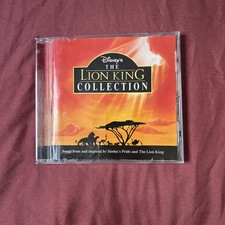 Disney's
THE
LION KING
COLLECTION
Songs from and inspired by Simba's Pride and The Lion King